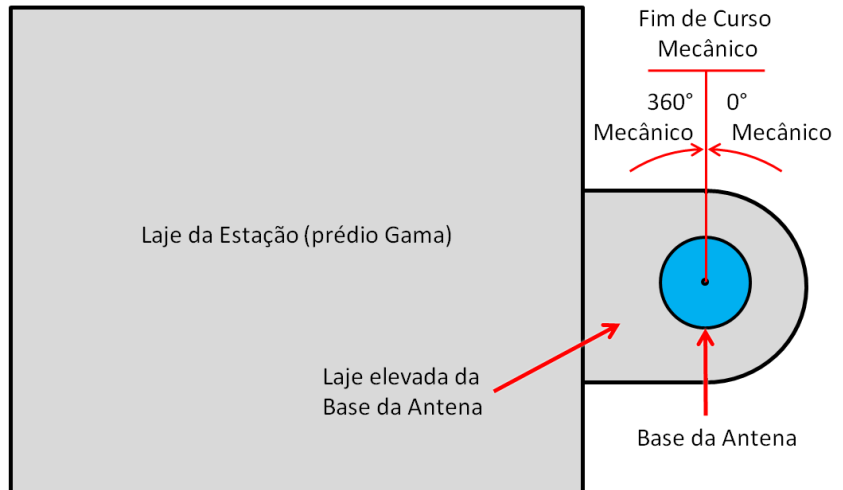 Fim de Curso
Mecânico
360° 0°
Mecânico Mecânico
Laje da Estação (prédio Gama)
Laje elevada da
Base da Antena
Base da Antena